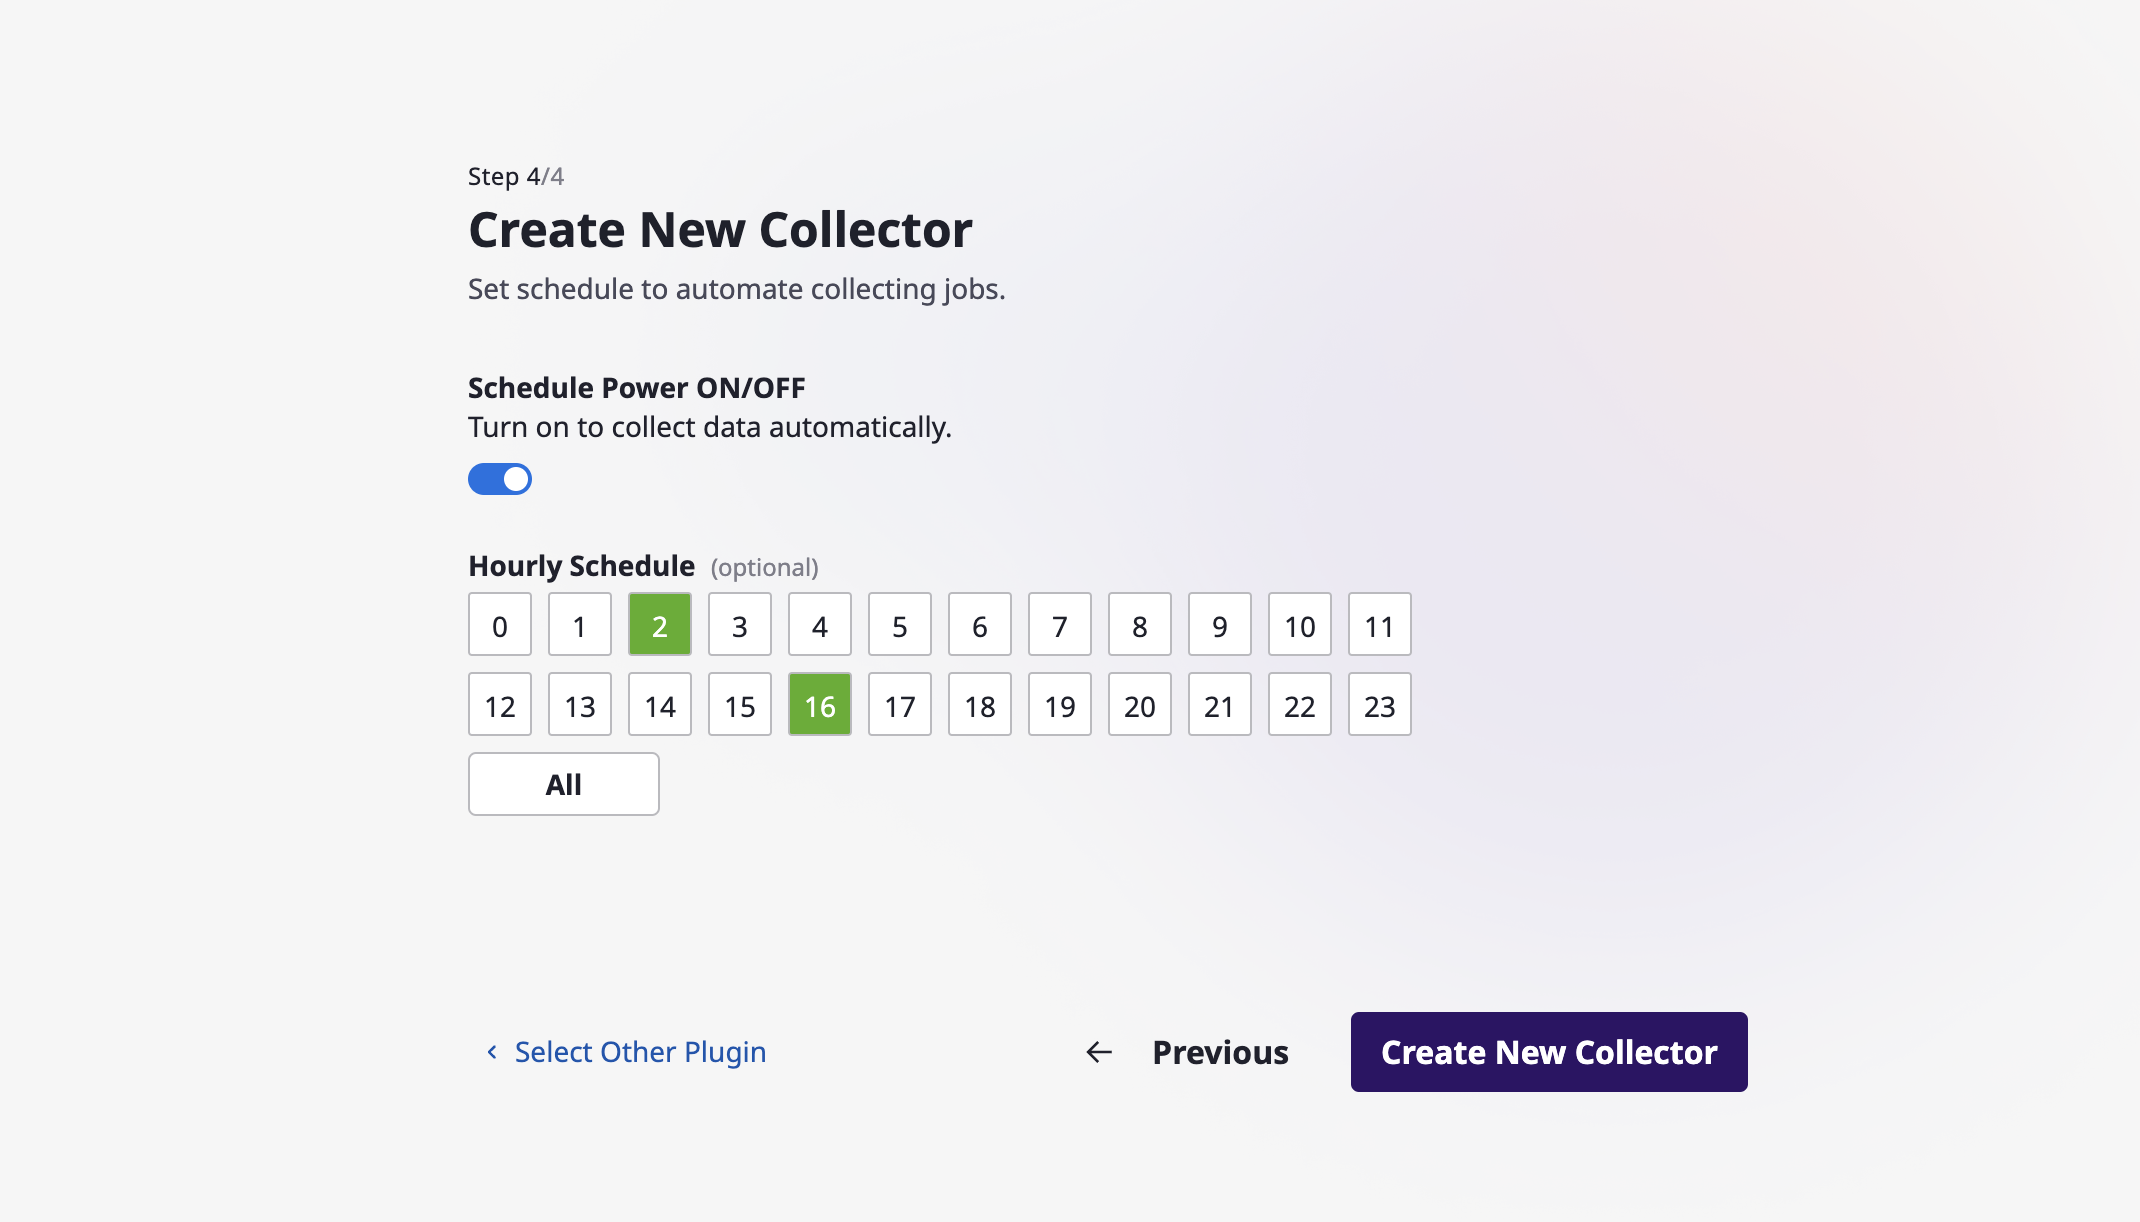 Step 4/4
Create New Collector
Set schedule to automate collecting jobs.
Schedule Power ON/OFF
Turn on to collect data automatically.
Hourly Schedule (optional)
0 1 2 3 4 5 6 7 8 9 10 11
12 13 14 15 16 17 18 19 20 21 22 23
All
Select Other Plugin Previous Create New Collector